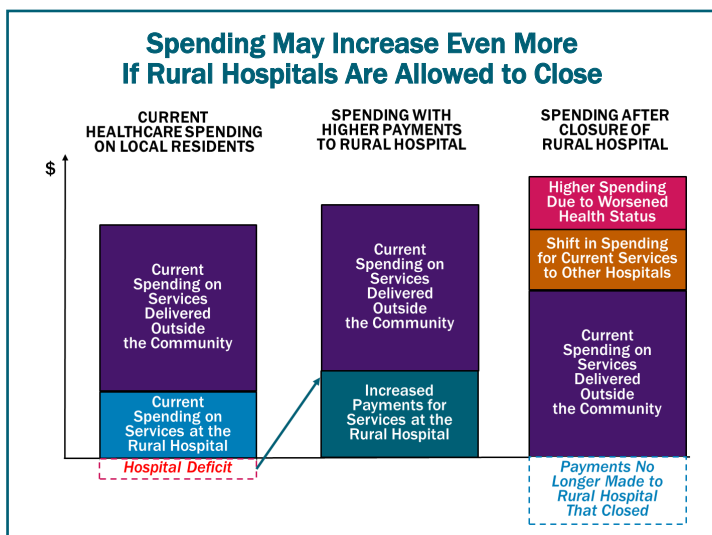 Spending May Increase Even More
If Rural Hospitals Are Allowed to Close
CURRENT
HEALTHCARE SPENDING
ON LOCAL RESIDENTS
SPENDING WITH
HIGHER PAYMENTS
TO RURAL HOSPITAL
SPENDING AFTER
CLOSURE OF
RURAL HOSPITAL
$
Current
Spending on
Services
Delivered
Outside
the Community
Current
Spending on
Services at the
Rural Hospital
Hospital Deficit
Current
Spending on
Services
Delivered
Outside
the Community
Increased
Payments for
Services at the
Rural Hospital
Higher Spending
Due to Worsened
Health Status
Shift in Spending
for Current Services
to Other Hospitals
Current
Spending on
Services
Delivered
Outside
the Community
Payments No
Longer Made to
Rural Hospital
That Closed